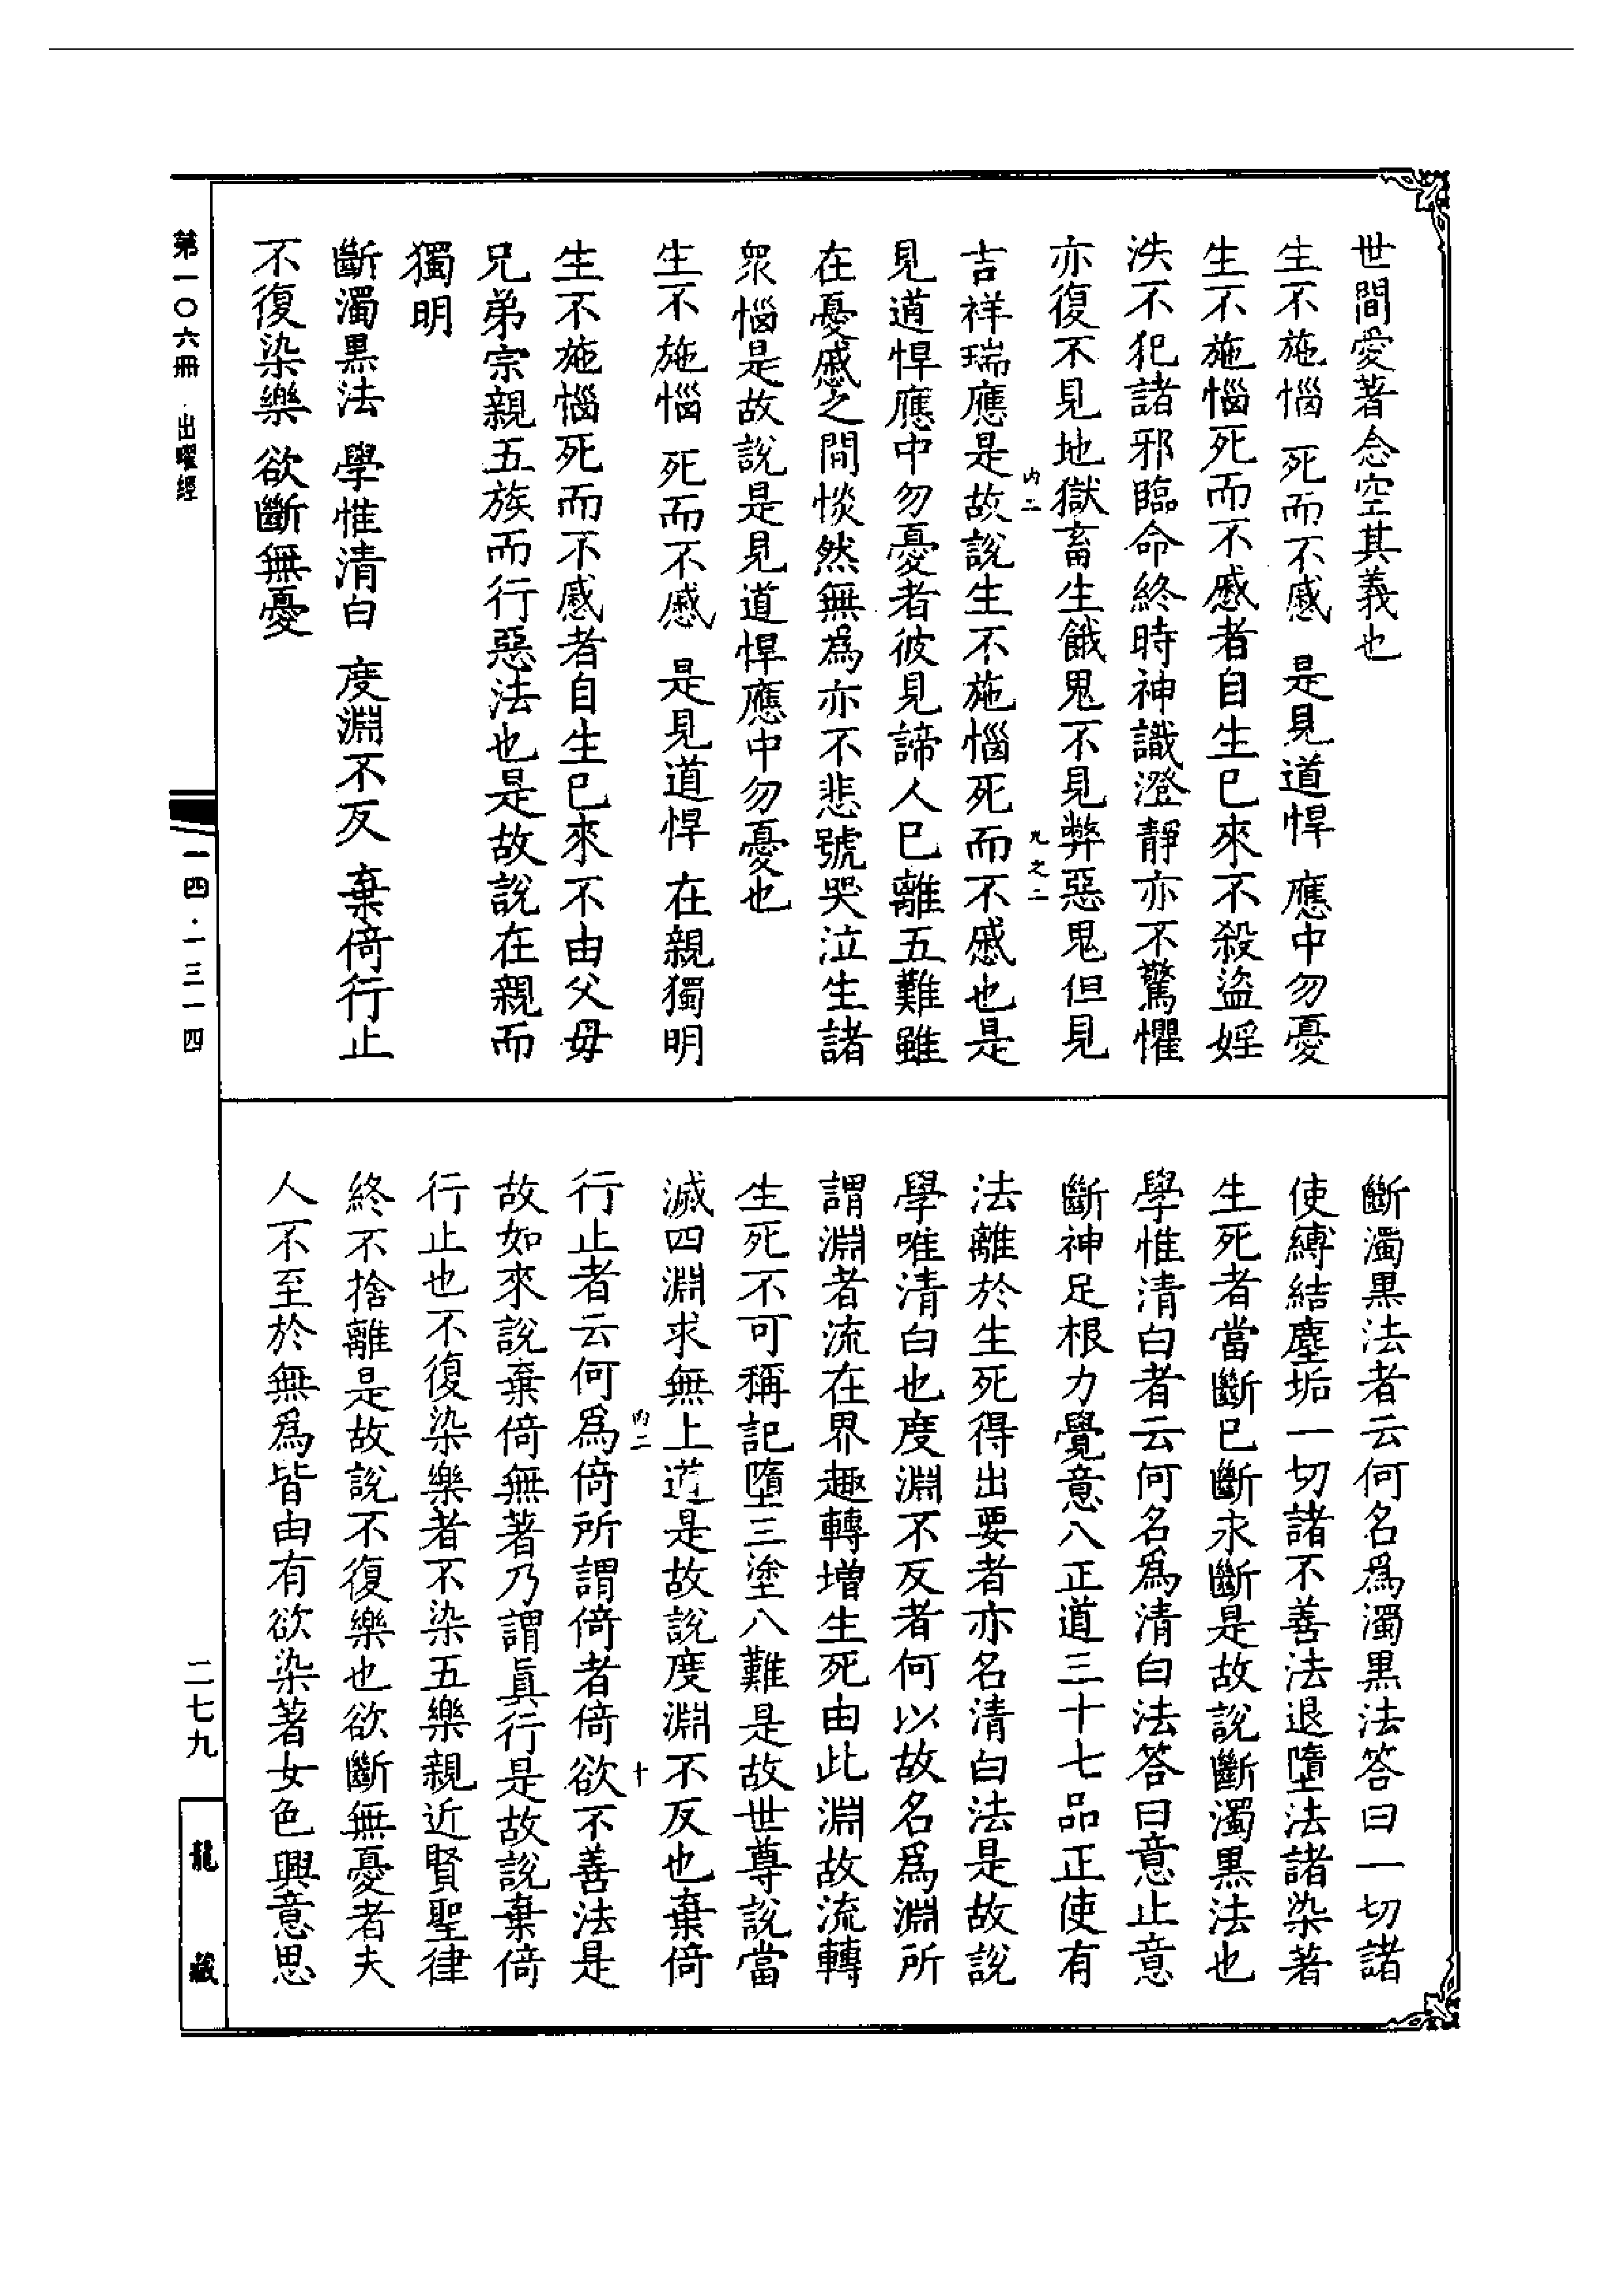 世間愛著念空其義也
生不施惱 死而不慼 是見道悍 應中勿憂
生不施惱死而不慼者自生已來不殺盜婬
泆不犯諸邪臨命終時神識澄靜亦不驚懼
亦復不見地獄畜生餓鬼不見弊惡鬼但見
内二 九之二
吉祥瑞應是故說生不施惱死而不慼也是
見道悍應中勿憂者彼見諦人已離五難雖
在憂慼之間惔然無為亦不悲號哭泣生諸
眾惱是故說是見道悍應中勿憂也
生不施惱 死而不慼 是見道悍 在親獨明
生不施惱死而不慼者自生已來不由父母
兄弟宗親五族而行惡法也是故說在親而
獨明
斷濁黑法 學惟清白 度淵不反 棄倚行止
不復染樂 欲斷無憂
斷濁黑法者云何名為濁黑法答曰一切諸
使縛結塵垢一切諸不善法退墮法諸染著
生死者當斷已斷永斷是故說斷濁黑法也
學惟清白者云何名為清白法答曰意止意
斷神足根力覺意八正道三十七品正使有
法離於生死得出要者亦名清白法是故說
學唯清白也度淵不反者何以故名為淵所
謂淵者流在界趣轉增生死由此淵故流轉
生死不可稱記墮三塗八難是故世尊說當
滅四淵求無上道是故說度淵不反也棄倚
内二 十
行止者云何為倚所謂倚者倚欲不善法是
故如來說棄倚無著乃謂真行是故說棄倚
行止也不復染樂者不染五樂親近賢聖律
終不捨離是故說不復樂也欲斷無憂者夫
人不至於無為皆由有欲染著女色興意思
第一〇六冊 · 出曜經
一四·一三一四
二七九
龍藏